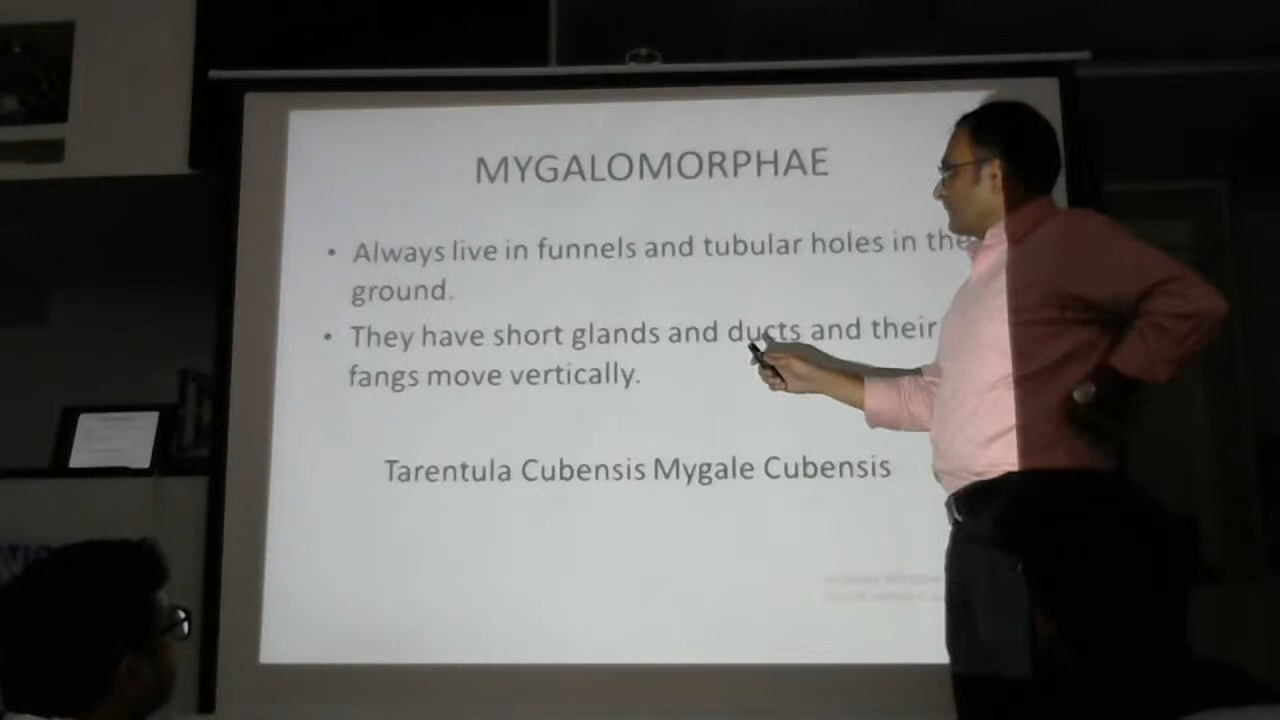 MYGALOMORPHAE
• Always live in funnels and tubular holes in the
ground.
• They have short glands and ducts and their
fangs move vertically.
Tarentula Cubensis Mygale Cubensis